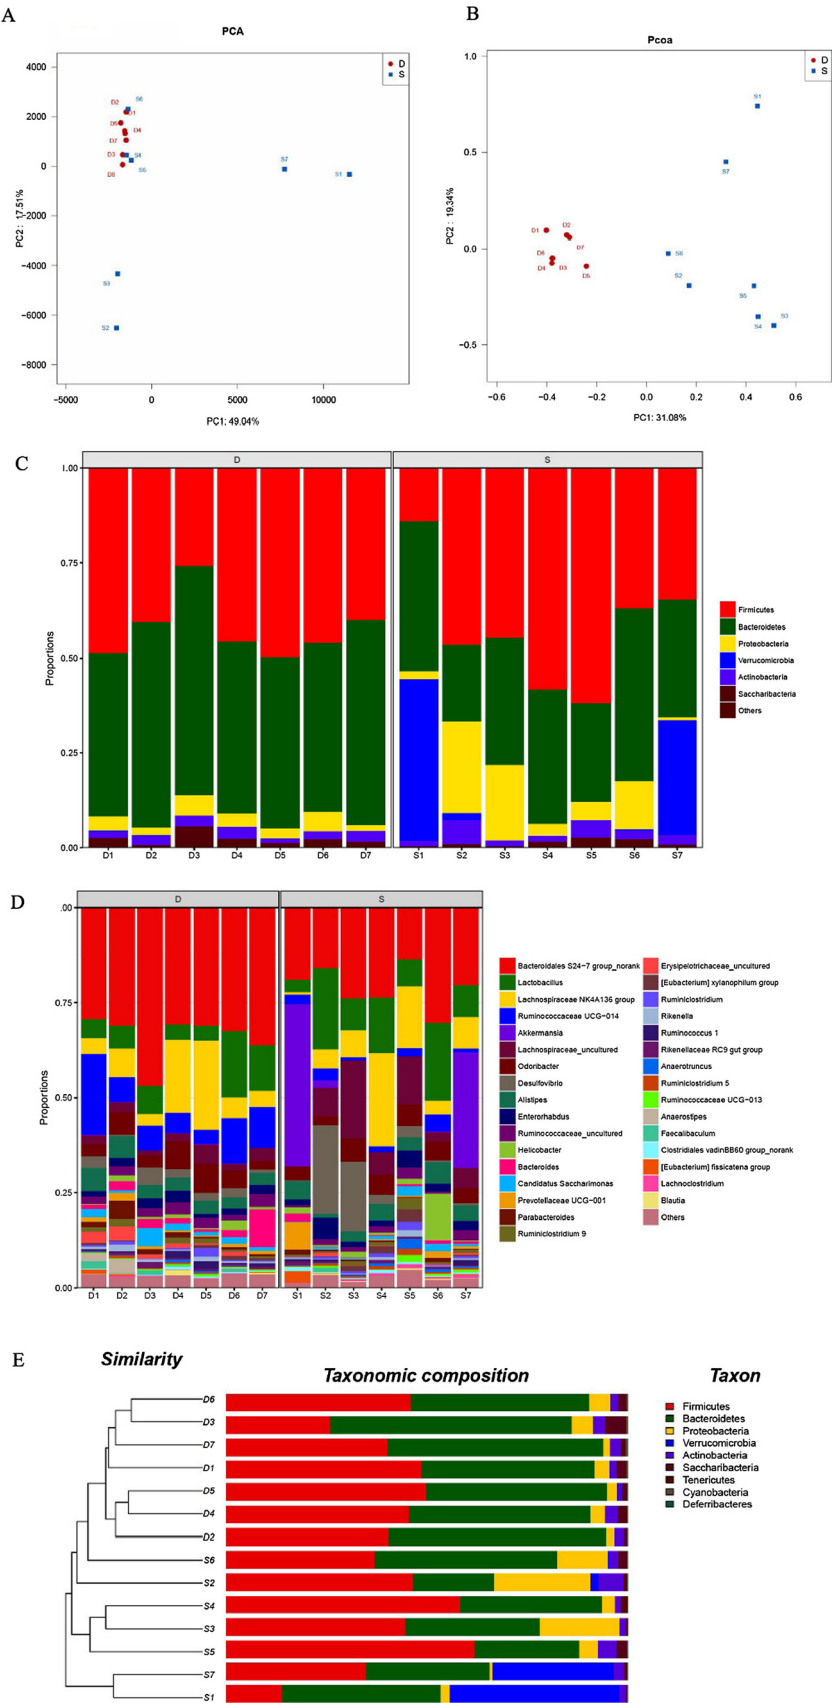 A
PCA
D
S
4000
2000
0
−2000
−4000
−6000
−8000
PC2 : 17.51%
D2
S6
D1
D5
D4
D7
D3
S4
S5
D6
S7
S1
S3
S2
−5000
0
5000
10000
PC1: 49.04%
B
Pcoa
D
S
1.0
0.5
0.0
−0.5
PC2 : 19.34%
S1
S7
D1
D2
D7
D6
D4
D3
D5
S6
S2
S5
S4
S3
−0.6
−0.4
−0.2
0.0
0.2
0.4
0.6
PC1: 31.08%
C
D
S
1.00
0.75
0.50
0.25
0.00
Proportions
D1 D2 D3 D4 D5 D6 D7 S1 S2 S3 S4 S5 S6 S7
Firmicutes
Bacteroidetes
Proteobacteria
Verrucomicrobia
Actinobacteria
Saccharibacteria
Others
D
D
S
.00
0.75
0.50
0.25
0.00
Proportions
D1 D2 D3 D4 D5 D6 D7 S1 S2 S3 S4 S5 S6 S7
Bacteroidales S24−7 group_norank
Lactobacillus
Lachnospiraceae NK4A136 group
Ruminococcaceae UCG−014
Akkermansia
Lachnospiraceae_uncultured
Odoribacter
Desulfovibrio
Alistipes
Enterorhabdus
Ruminococcaceae_uncultured
Helicobacter
Bacteroides
Candidatus Saccharimonas
Prevotellaceae UCG−001
Parabacteroides
Ruminiclostridium 9
Erysipelotrichaceae_uncultured
[Eubacterium] xylanophilum group
Ruminiclostridium
Rikenella
Ruminococcus 1
Rikenellaceae RC9 gut group
Anaerotruncus
Ruminiclostridium 5
Ruminococcaceae UCG−013
Anaerostipes
Faecalibaculum
Clostridiales vadinBB60 group_norank
[Eubacterium] fissicatena group
Lachnoclostridium
Blautia
Others
E
Similarity
Taxonomic composition
Taxon
D6
D3
D7
D1
D5
D4
D2
S6
S2
S4
S3
S5
S7
S1
Firmicutes
Bacteroidetes
Proteobacteria
Verrucomicrobia
Actinobacteria
Saccharibacteria
Tenericutes
Cyanobacteria
Deferribacteres